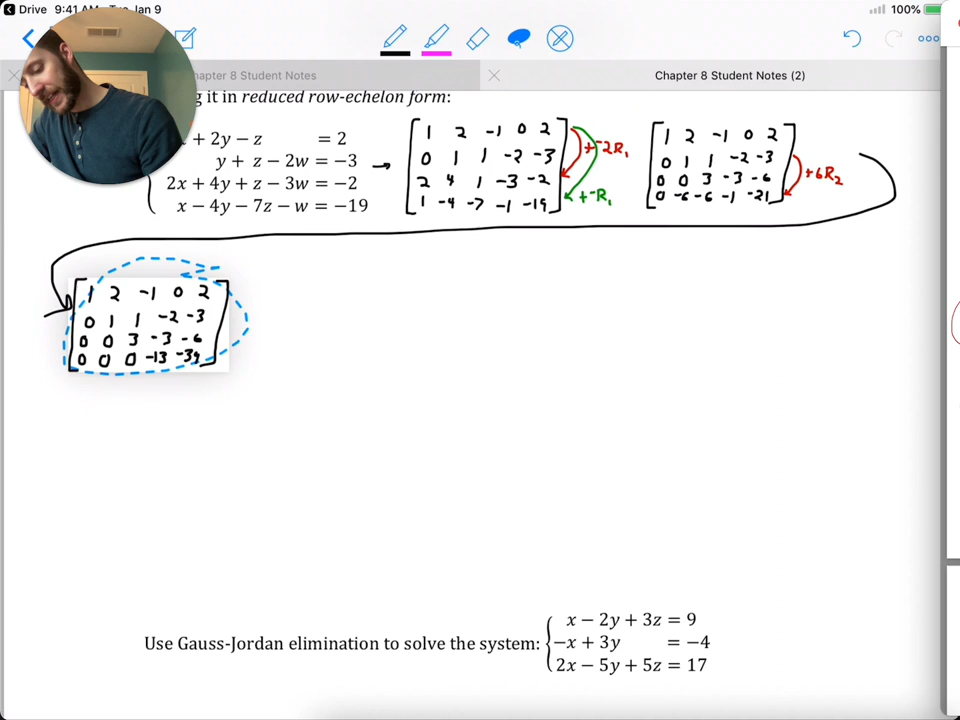 Drive 9:41 AM Tue Jan 9 100%
Chapter 8 Student Notes
Chapter 8 Student Notes (2)
it in reduced row-echelon form:
+ 2y − z = 2
y + z − 2w = −3
2x + 4y + z − 3w = −2
x − 4y − 7z − w = −19
1 2 -1 0 2
0 1 1 -2 -3
2 4 1 -3 -2
1 -4 -7 -1 -19
+-2R1
+-R1
1 2 -1 0 2
0 1 1 -2 -3
0 0 3 -3 -6
0 -6 -6 -1 -21
+6R2
1 2 -1 0 2
0 1 1 -2 -3
0 0 3 -3 -6
0 0 0 -13 -39
Use Gauss-Jordan elimination to solve the system:
x − 2y + 3z = 9
−x + 3y = −4
2x − 5y + 5z = 17